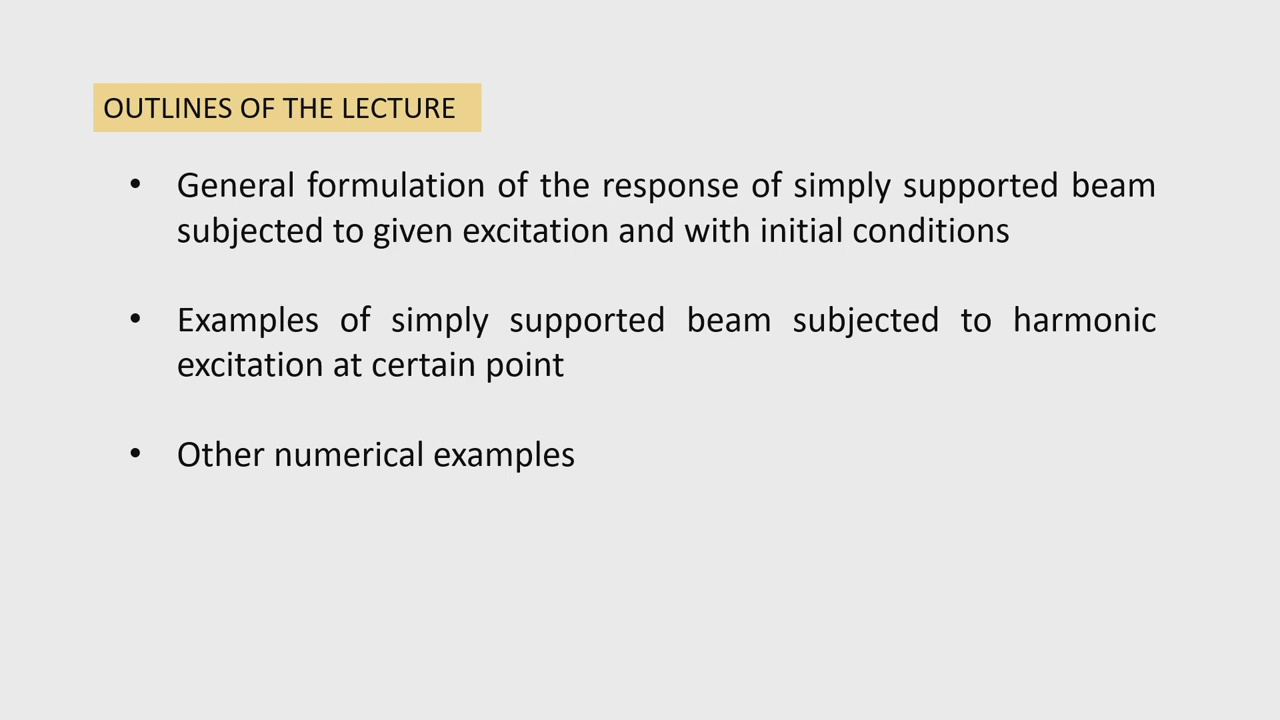 OUTLINES OF THE LECTURE
• General formulation of the response of simply supported beam
subjected to given excitation and with initial conditions
• Examples of simply supported beam subjected to harmonic
excitation at certain point
• Other numerical examples